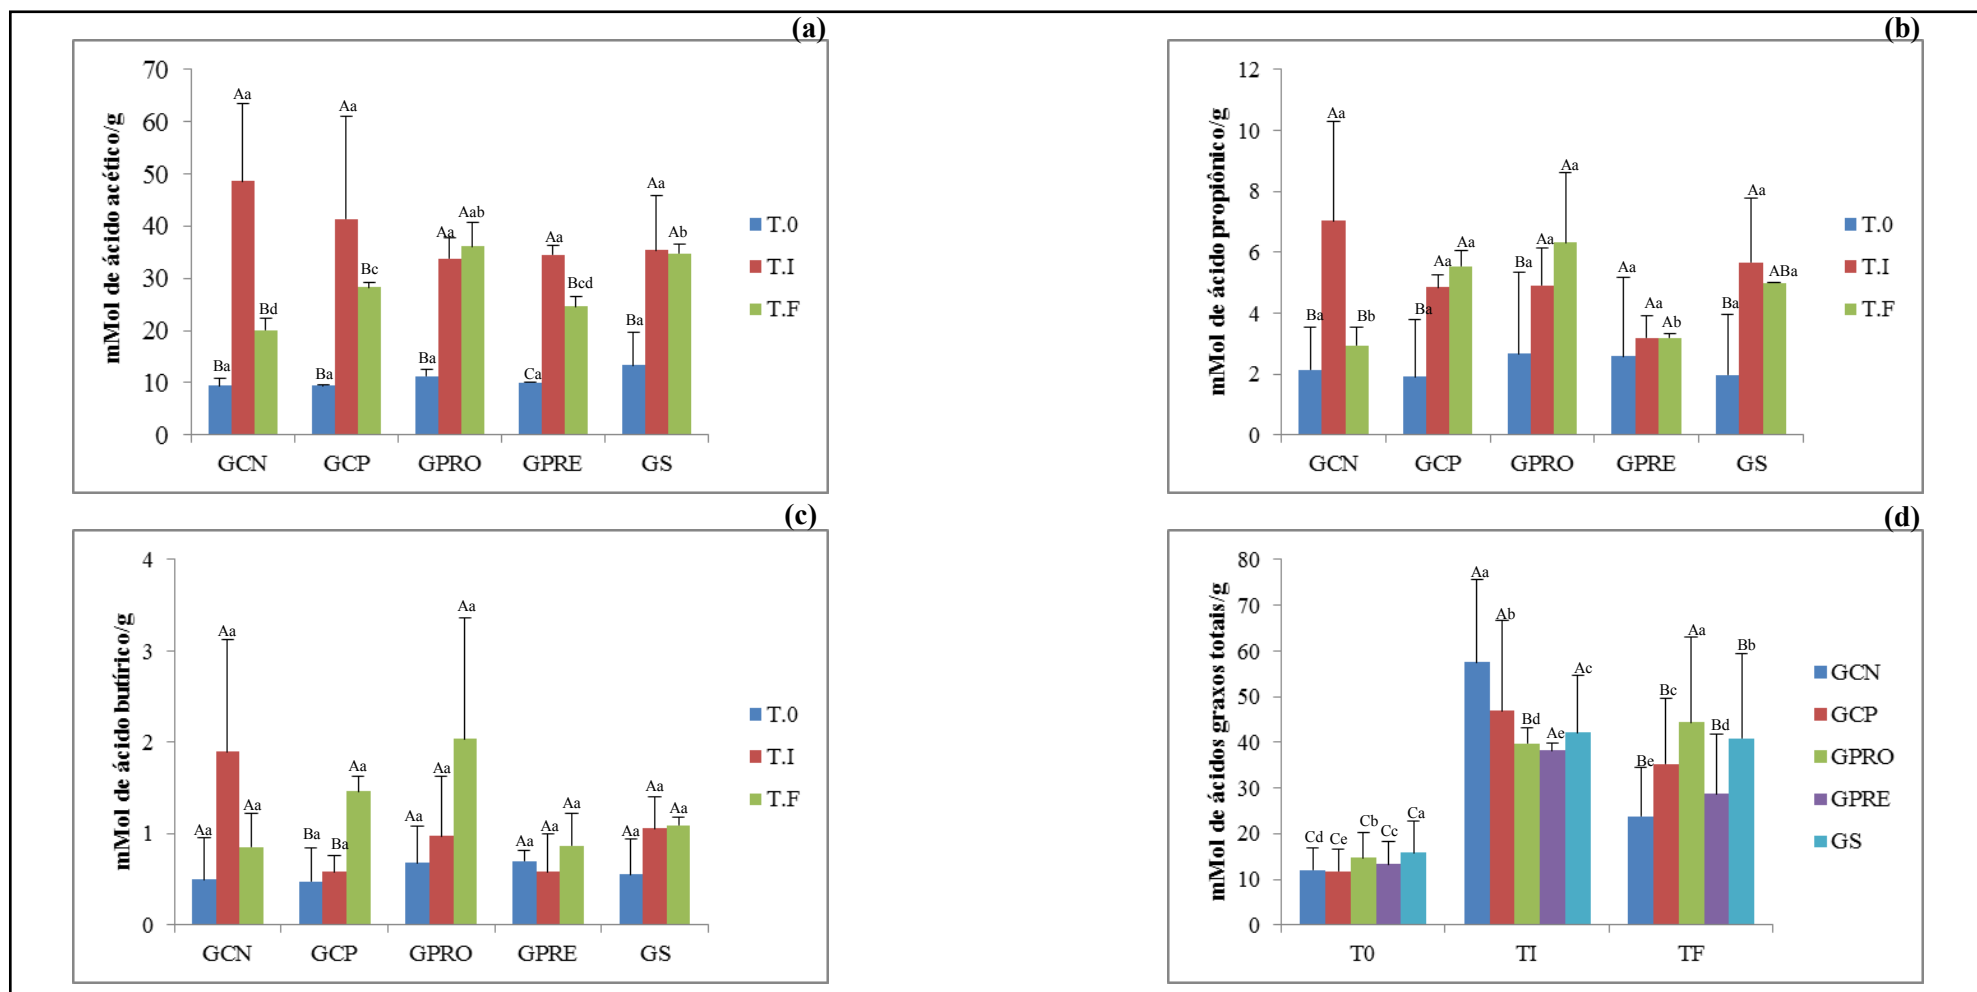 (a)
mMol de ácido acético/g
70
60
50
40
30
20
10
0
Aa
Aa
Aa
Aab
Aa
Aa
Ab
Bc
Bcd
Bd
Ba
Ba
Ba
Ba
Ca
GCN GCP GPRO GPRE GS
T.0
T.I
T.F
(b)
mMol de ácido propiônico/g
12
10
8
6
4
2
0
Aa
Aa
Aa
Aa
Aa
Aa
Aa
ABa
Ba
Bb
Ba
Ba
Aa
Ab
Ba
GCN GCP GPRO GPRE GS
T.0
T.I
T.F
(c)
mMol de ácido butírico/g
4
3
2
1
0
Aa
Aa
Aa
Ba
Ba
Aa
Aa
Aa
Aa
Aa
Aa
Aa
Aa
Aa
Aa
GCN GCP GPRO GPRE GS
T.0
T.I
T.F
(d)
mMol de ácidos graxos totais/g
80
70
60
50
40
30
20
10
0
Cd Ce Cb Cc Ca
Aa Ab Bd Ae Ac
Be Bc Aa Bd Bb
T0 TI TF
GCN
GCP
GPRO
GPRE
GS